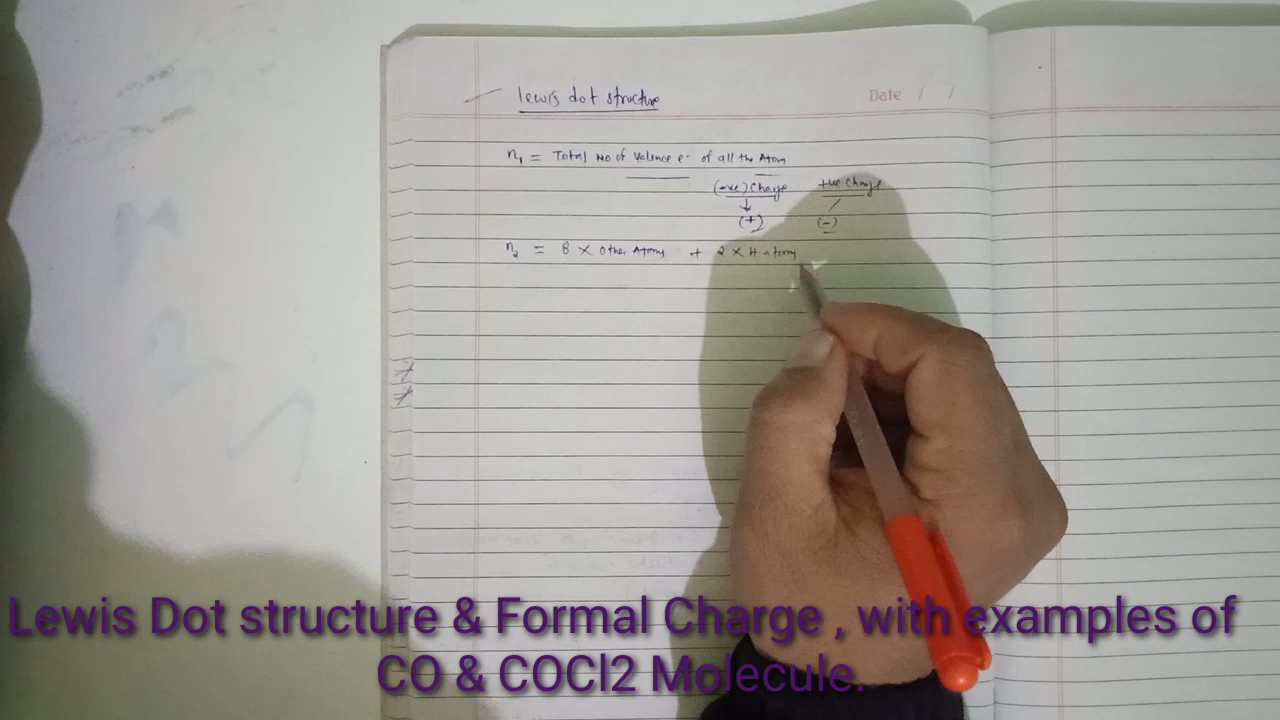 Lewis dot structure
Date / /
n1 = Total No of Valence e- of all the Atom
(-ve) Charge +ve Charge
(+) (-)
n2 = 8 × Other Atoms + 2 × H atoms
Lewis Dot structure & Formal Charge , with examples of
CO & COCl2 Molecule.